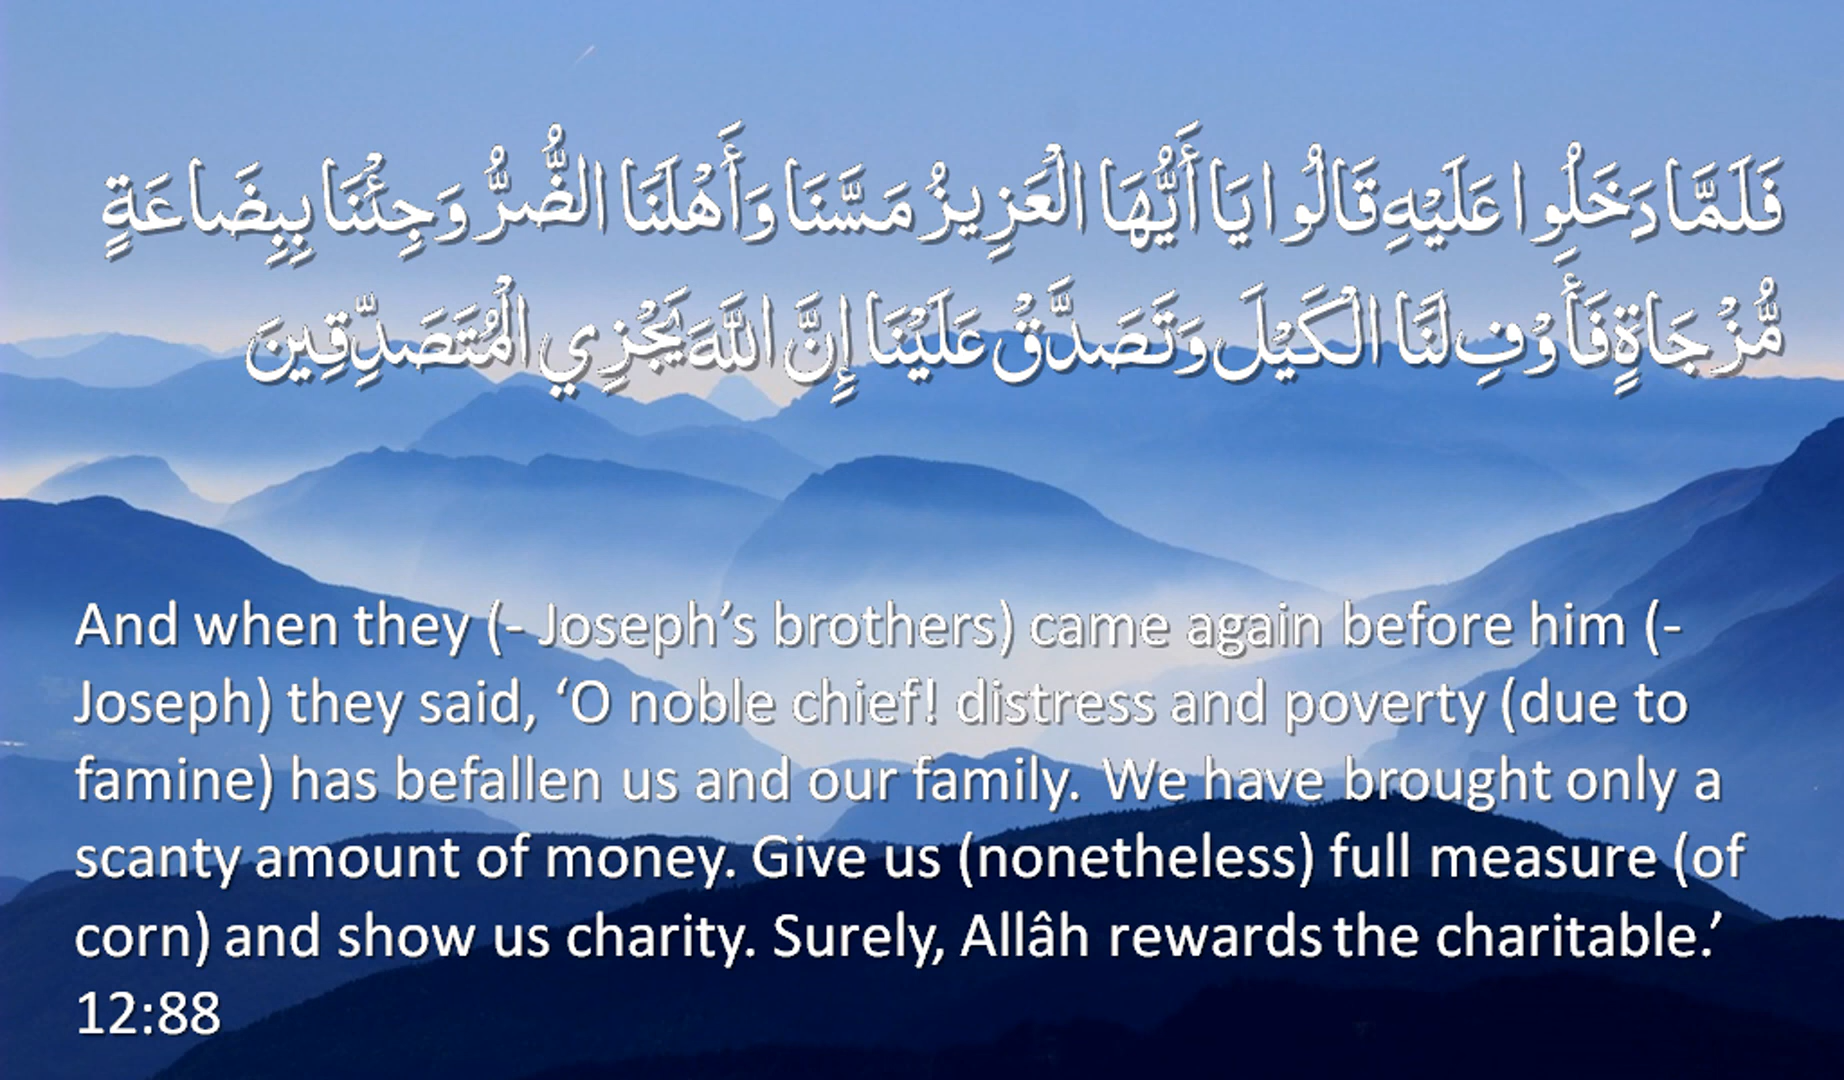 فَلَمَّا دَخَلُوا عَلَيْهِ قَالُوا يَا أَيُّهَا الْعَزِيزُ مَسَّنَا وَأَهْلَنَا الضُّرُّ وَجِئْنَا بِبِضَاعَةٍ
مُّزْجَاةٍ فَأَوْفِ لَنَا الْكَيْلَ وَتَصَدَّقْ عَلَيْنَا إِنَّ اللَّهَ يَجْزِي الْمُتَصَدِّقِينَ
And when they (- Joseph’s brothers) came again before him (-
Joseph) they said, ‘O noble chief! distress and poverty (due to
famine) has befallen us and our family. We have brought only a
scanty amount of money. Give us (nonetheless) full measure (of
corn) and show us charity. Surely, Allâh rewards the charitable.’
12:88